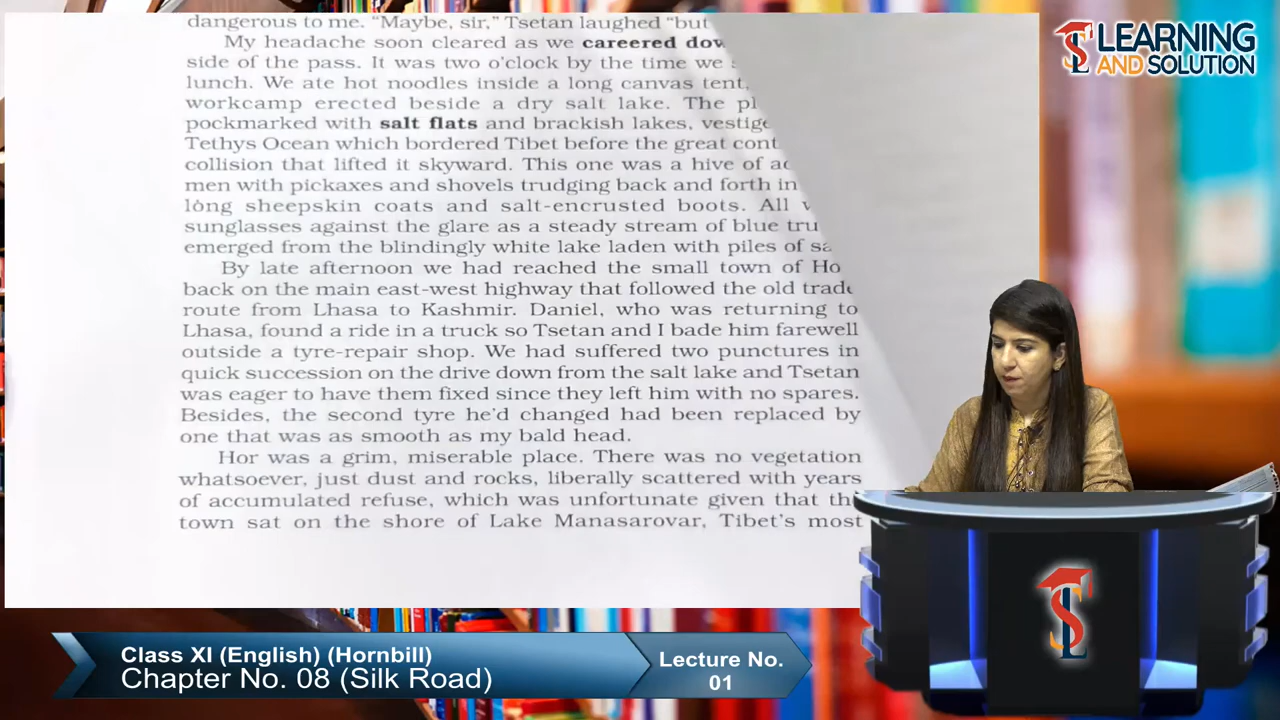 dangerous to me. “Maybe, sir,” Tsetan laughed “but
My headache soon cleared as we careered
side of the pass. It was two o’clock by the time we
lunch. We ate hot noodles inside a long canvas tent,
workcamp erected beside a dry salt lake. The
pockmarked with salt flats and brackish lakes,
Tethys Ocean which bordered Tibet before the great
collision that lifted it skyward. This one was a hive of
men with pickaxes and shovels trudging back and forth in
long sheepskin coats and salt-encrusted boots. All
sunglasses against the glare as a steady stream of blue
emerged from the blindingly white lake laden with piles of
By late afternoon we had reached the small town of
back on the main east-west highway that followed the old trade
route from Lhasa to Kashmir. Daniel, who was returning to
Lhasa, found a ride in a truck so Tsetan and I bade him farewell
outside a tyre-repair shop. We had suffered two punctures in
quick succession on the drive down from the salt lake and Tsetan
was eager to have them fixed since they left him with no spares.
Besides, the second tyre he’d changed had been replaced by
one that was as smooth as my bald head.
Hor was a grim, miserable place. There was no vegetation
whatsoever, just dust and rocks, liberally scattered with years
of accumulated refuse, which was unfortunate given that the
town sat on the shore of Lake Manasarovar, Tibet’s most
LEARNING
AND SOLUTION
Class XI (English) (Hornbill)
Chapter No. 08 (Silk Road)
Lecture No.
01